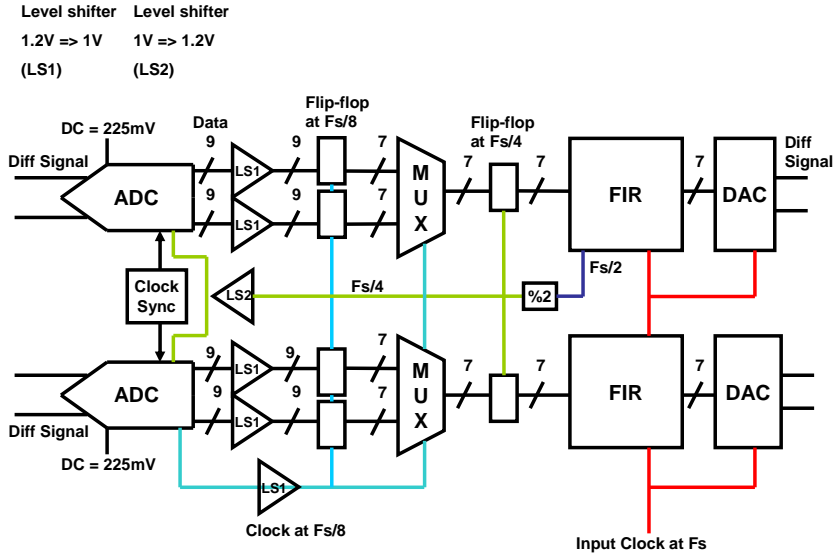 Level shifter Level shifter
1.2V => 1V 1V => 1.2V
(LS1) (LS2)
Flip-flop
at Fs/8
Flip-flop
at Fs/4
DC = 225mV
Data
Diff Signal
Diff
Signal
9 LS1 9 7 7 7 7
ADC
MUX
FIR
DAC
9 LS1 9 7
Clock
Sync
LS2
Fs/4
%2
Fs/2
9 LS1 9 7 7 7 7
ADC
MUX
FIR
DAC
9 LS1 9 7
Diff Signal
DC = 225mV
LS1
Clock at Fs/8
Input Clock at Fs